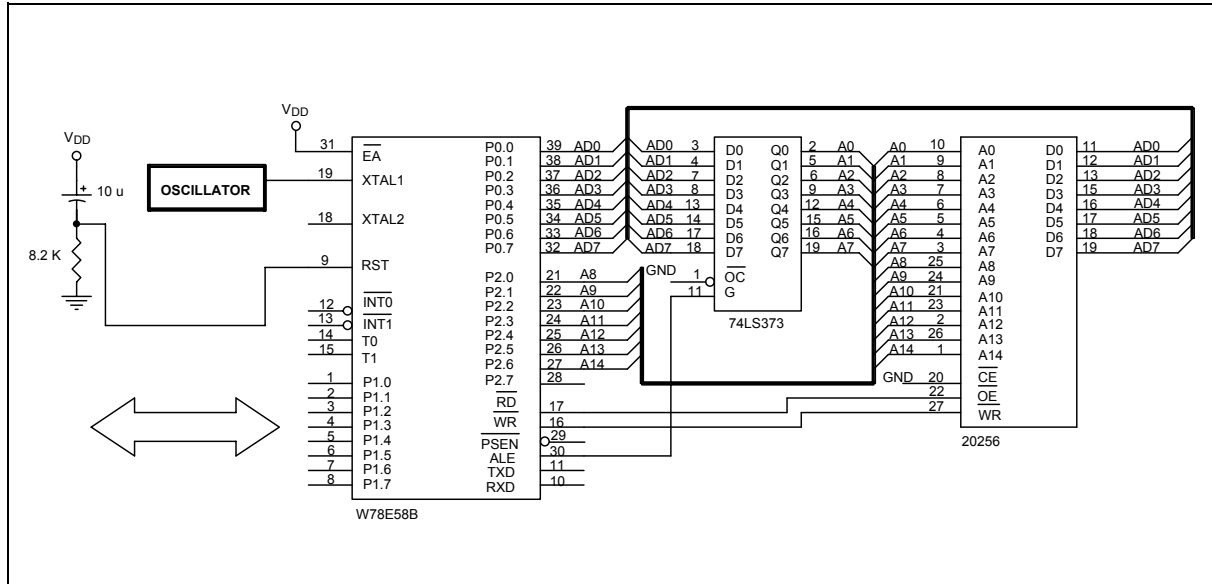 VDD
VDD
10 u
8.2 K
OSCILLATOR
31 EA
19 XTAL1
18 XTAL2
9 RST
12 INT0
13 INT1
14 T0
15 T1
1 P1.0
2 P1.1
3 P1.2
4 P1.3
5 P1.4
6 P1.5
7 P1.6
8 P1.7
P0.0 39 AD0
P0.1 38 AD1
P0.2 37 AD2
P0.3 36 AD3
P0.4 35 AD4
P0.5 34 AD5
P0.6 33 AD6
P0.7 32 AD7
P2.0 21 A8
P2.1 22 A9
P2.2 23 A10
P2.3 24 A11
P2.4 25 A12
P2.5 26 A13
P2.6 27 A14
P2.7 28
RD 17
WR 16
PSEN 29
ALE 30
TXD 11
RXD 10
W78E58B
AD0 3 D0 Q0 2 A0
AD1 4 D1 Q1 5 A1
AD2 7 D2 Q2 6 A2
AD3 8 D3 Q3 9 A3
AD4 13 D4 Q4 12 A4
AD5 14 D5 Q5 15 A5
AD6 17 D6 Q6 16 A6
AD7 18 D7 Q7 19 A7
GND 1 OC
11 G
74LS373
A0 10 A0 D0 11 AD0
A1 9 A1 D1 12 AD1
A2 8 A2 D2 13 AD2
A3 7 A3 D3 15 AD3
A4 6 A4 D4 16 AD4
A5 5 A5 D5 17 AD5
A6 4 A6 D6 18 AD6
A7 3 A7 D7 19 AD7
A8 25 A8
A9 24 A9
A10 21 A10
A11 23 A11
A12 2 A12
A13 26 A13
A14 1 A14
GND 20 CE
22 OE
27 WR
20256